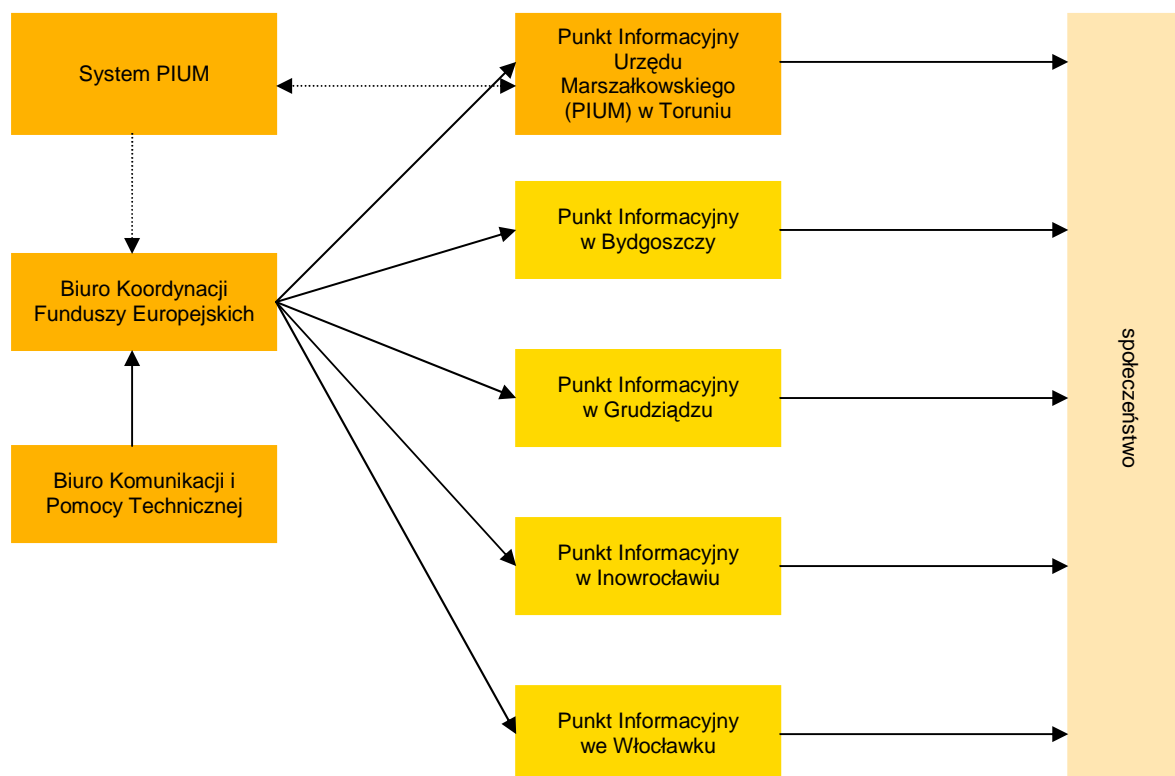 System PIUM
Punkt Informacyjny
Urzędu
Marszałkowskiego
(PIUM) w Toruniu
Punkt Informacyjny
w Bydgoszczy
Biuro Koordynacji
Funduszy Europejskich
Punkt Informacyjny
w Grudziądzu
Biuro Komunikacji i
Pomocy Technicznej
Punkt Informacyjny
w Inowrocławiu
Punkt Informacyjny
we Włocławku
społeczeństwo